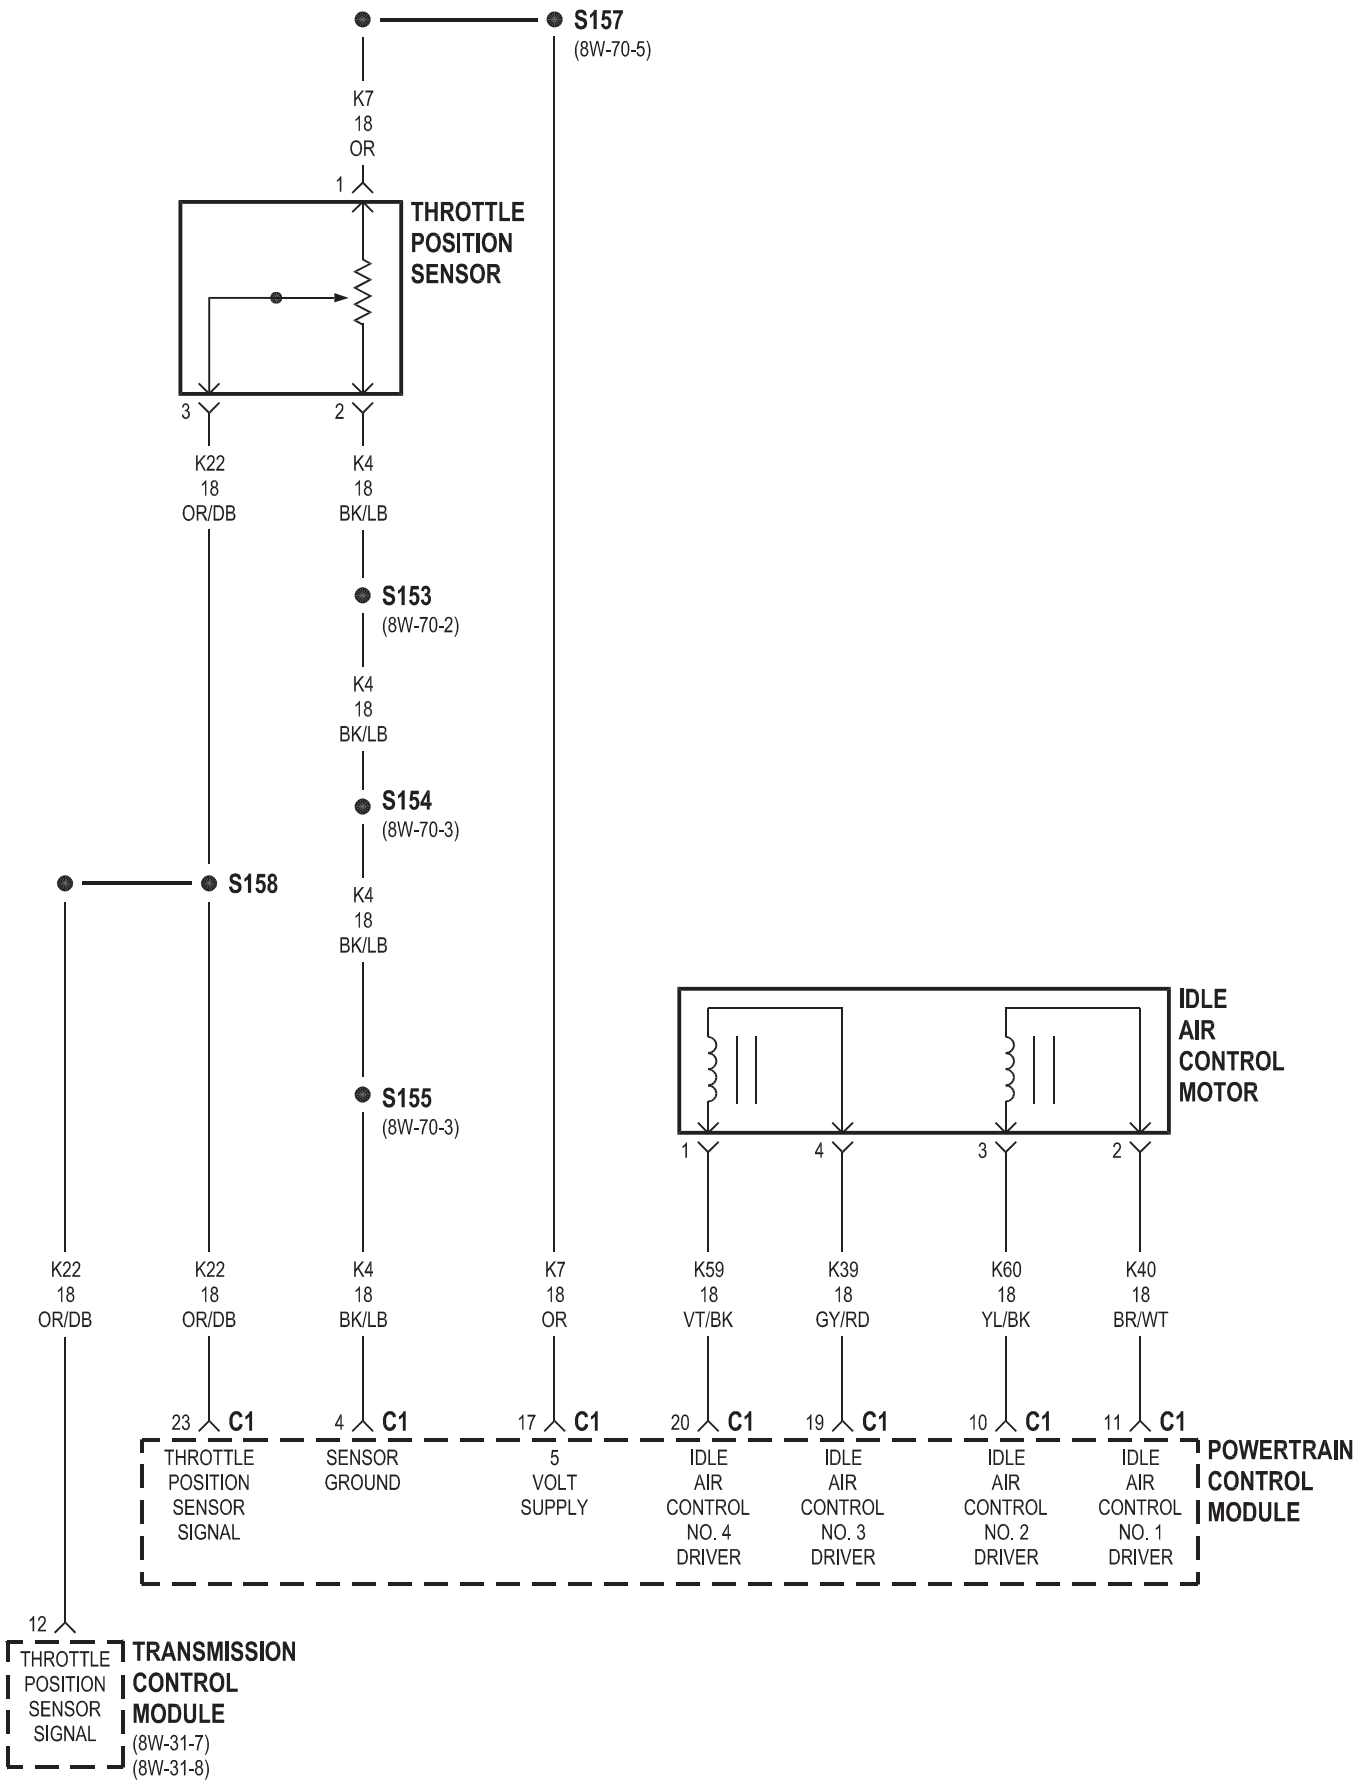 S157
(8W-70-5)
K7
18
OR
1
THROTTLE
POSITION
SENSOR
3
2
K22
18
OR/DB
K4
18
BK/LB
S153
(8W-70-2)
K4
18
BK/LB
S154
(8W-70-3)
S158
K4
18
BK/LB
S155
(8W-70-3)
IDLE
AIR
CONTROL
MOTOR
1
4
3
2
K22
18
OR/DB
K22
18
OR/DB
K4
18
BK/LB
K7
18
OR
K59
18
VT/BK
K39
18
GY/RD
K60
18
YL/BK
K40
18
BR/WT
23 C1
4 C1
17 C1
20 C1
19 C1
10 C1
11 C1
THROTTLE
POSITION
SENSOR
SIGNAL
SENSOR
GROUND
5
VOLT
SUPPLY
IDLE
AIR
CONTROL
NO. 4
DRIVER
IDLE
AIR
CONTROL
NO. 3
DRIVER
IDLE
AIR
CONTROL
NO. 2
DRIVER
IDLE
AIR
CONTROL
NO. 1
DRIVER
POWERTRAIN
CONTROL
MODULE
12
THROTTLE
POSITION
SENSOR
SIGNAL
TRANSMISSION
CONTROL
MODULE
(8W-31-7)
(8W-31-8)